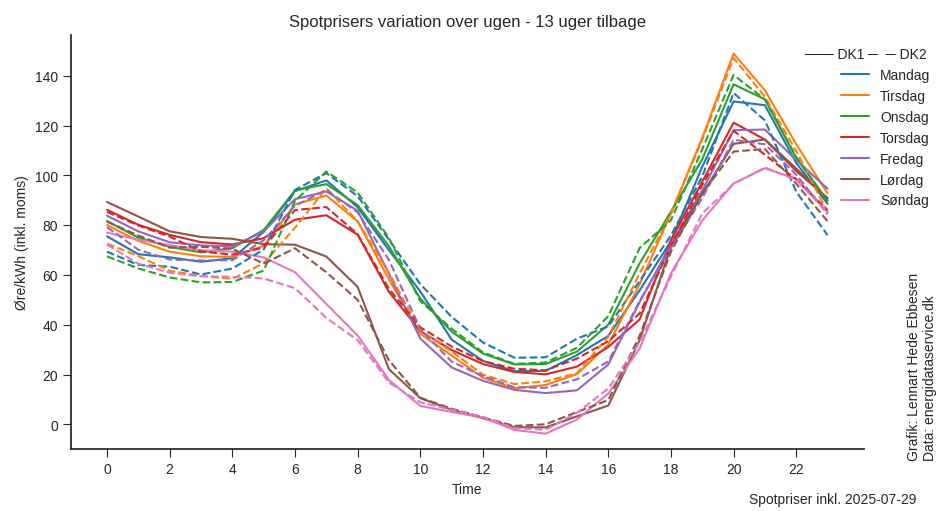 Spotprisers variation over ugen - 13 uger tilbage
DK1 DK2
Mandag
Tirsdag
Onsdag
Torsdag
Fredag
Lørdag
Søndag
Øre/kWh (inkl. moms)
140
120
100
80
60
40
20
0
0 2 4 6 8 10 12 14 16 18 20 22
Time
Grafik: Lennart Hede Ebbesen
Data: energidataservice.dk
Spotpriser inkl. 2025-07-29